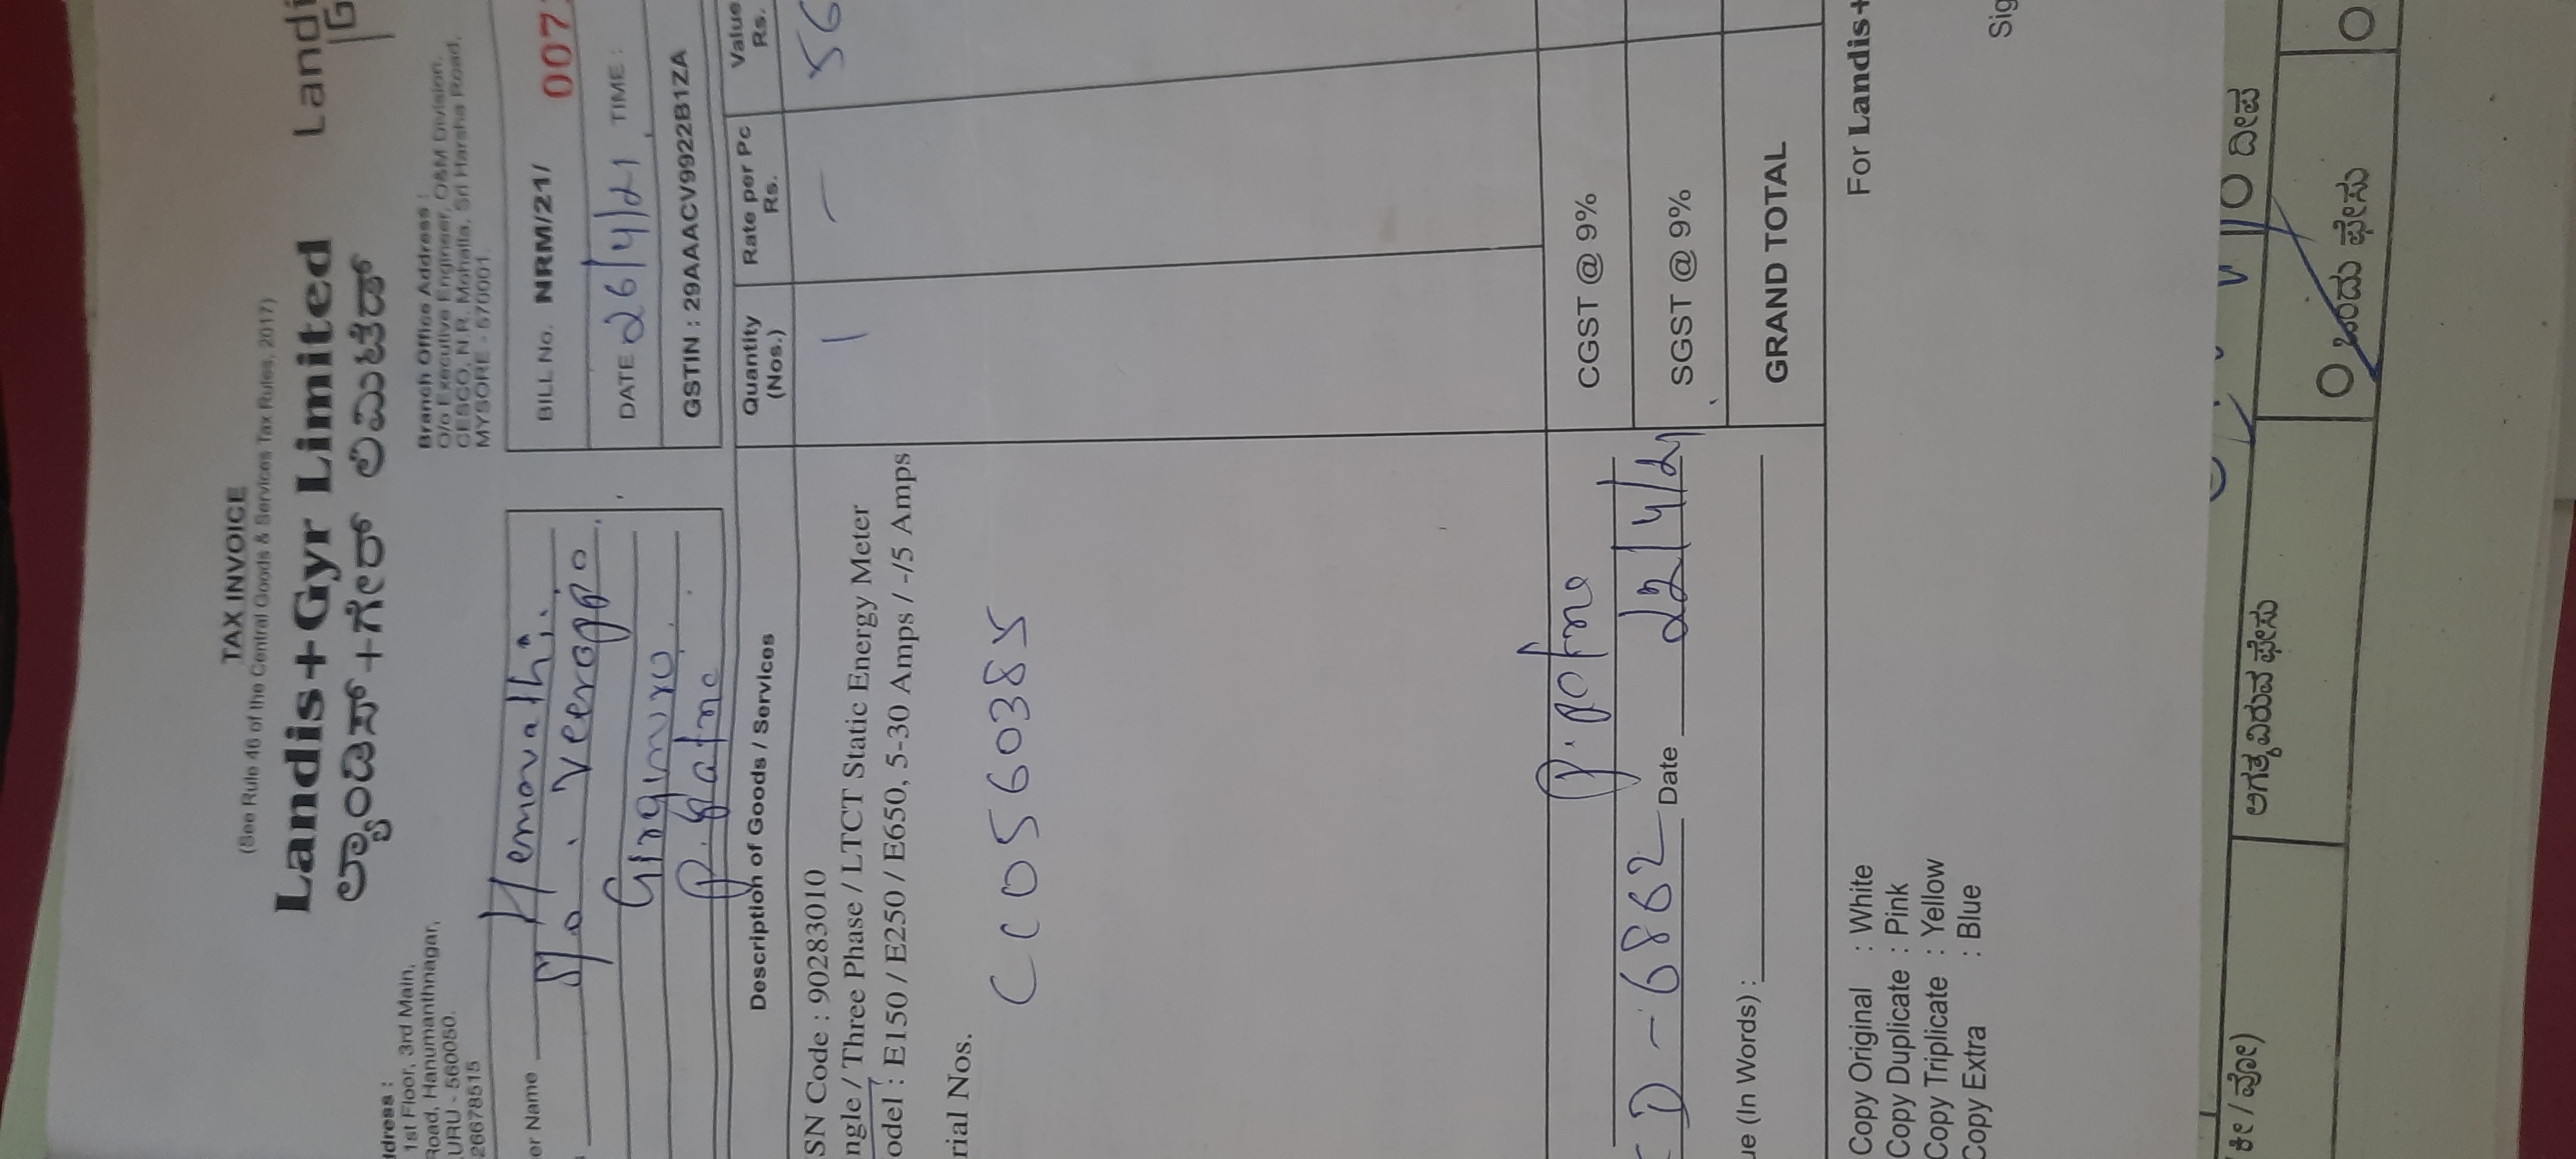 TAX INVOICE
(See Rule 46 of the Central Goods & Services Tax Rules, 2017)
Landis+Gyr Limited
Landi
ಲ್ಯಾಂಡಿಸ್+ಗೇರ್ ಲಿಮಿಟೆಡ್
ddress :
1st Floor, 3rd Main,
Road, Hanumanthnagar,
URU - 560050.
26678515
Branch Office Address :
O/o Executive Engineer, O&M Division,
CESCO, N.R. Mohalla, Sri Harsha Road,
MYSORE - 570001.
er Name Hemavathi
Veerappa
P. Patna
BILL No. NRM/21/ 007
DATE 26/4/21 TIME :
GSTIN : 29AAACV9922B1ZA
Description of Goods / Services
Quantity (Nos.)
Rate per Pc Rs.
Value Rs.
SN Code : 90283010
1 - 56
ngle / Three Phase / LTCT Static Energy Meter
odel : E150 / E250 / E650, 5-30 Amps / -/5 Amps
rial Nos.
CC0560385
P. Patna
D - 6862 Date 22/4/21
CGST @ 9%
SGST @ 9%
GRAND TOTAL
ue (In Words) :
Copy Original : White
Copy Duplicate : Pink
Copy Triplicate : Yellow
Copy Extra : Blue
For Landis+
Sig
ದೀಪ
ಅಗತ್ಯವಿರುವ ಫೇಸು
ಒಂದು ಫೇಸು